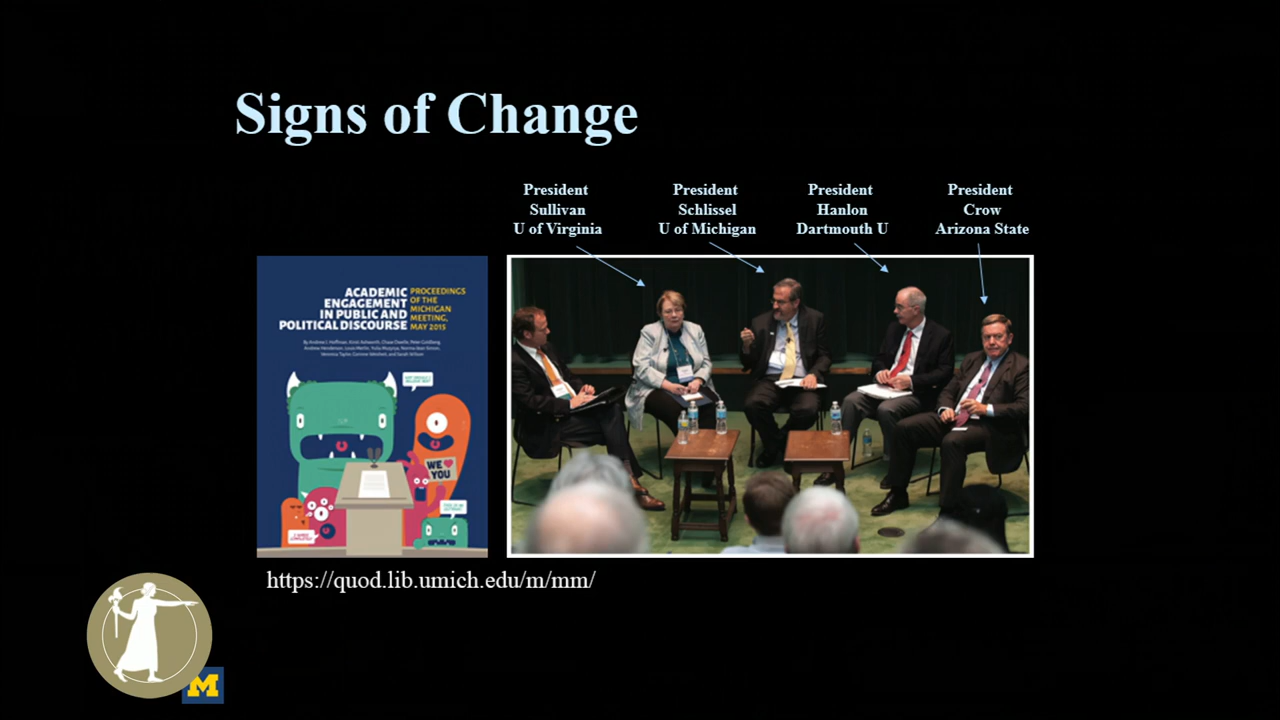 Signs of Change
President
Sullivan
U of Virginia
President
Schlissel
U of Michigan
President
Hanlon
Dartmouth U
President
Crow
Arizona State
ACADEMIC
ENGAGEMENT
IN PUBLIC AND
POLITICAL DISCOURSE
PROCEEDINGS
OF THE
MICHIGAN
MEETING,
MAY 2015
WE
YOU
https://quod.lib.umich.edu/m/mm/
M